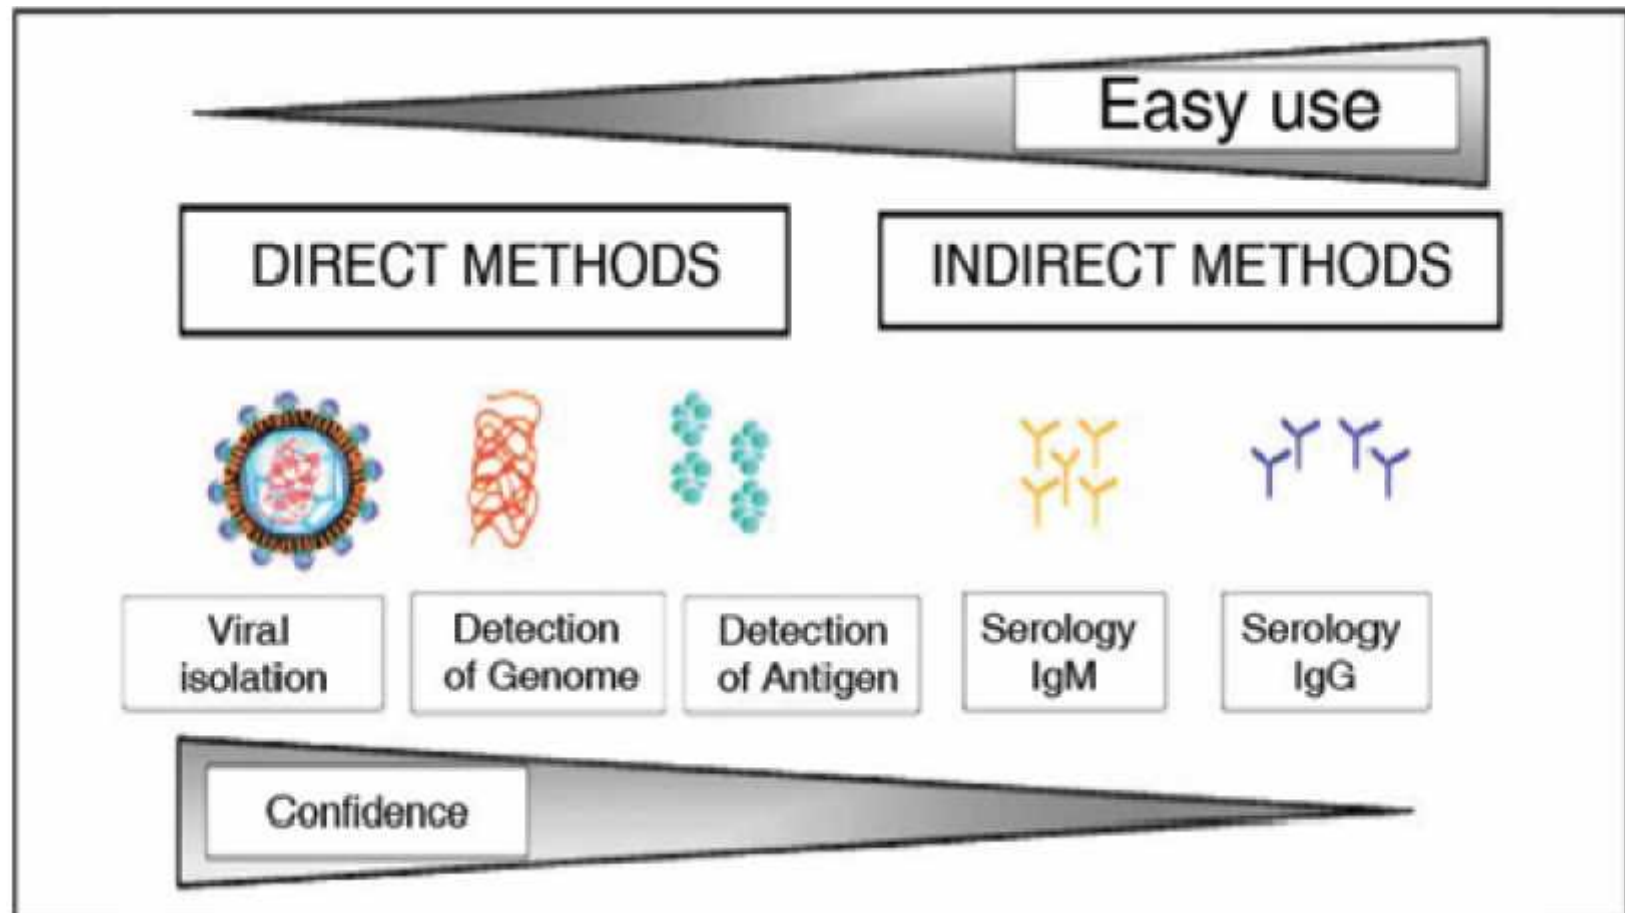 Easy use
DIRECT METHODS
INDIRECT METHODS
Viral
isolation
Detection
of Genome
Detection
of Antigen
Serology
IgM
Serology
IgG
Confidence